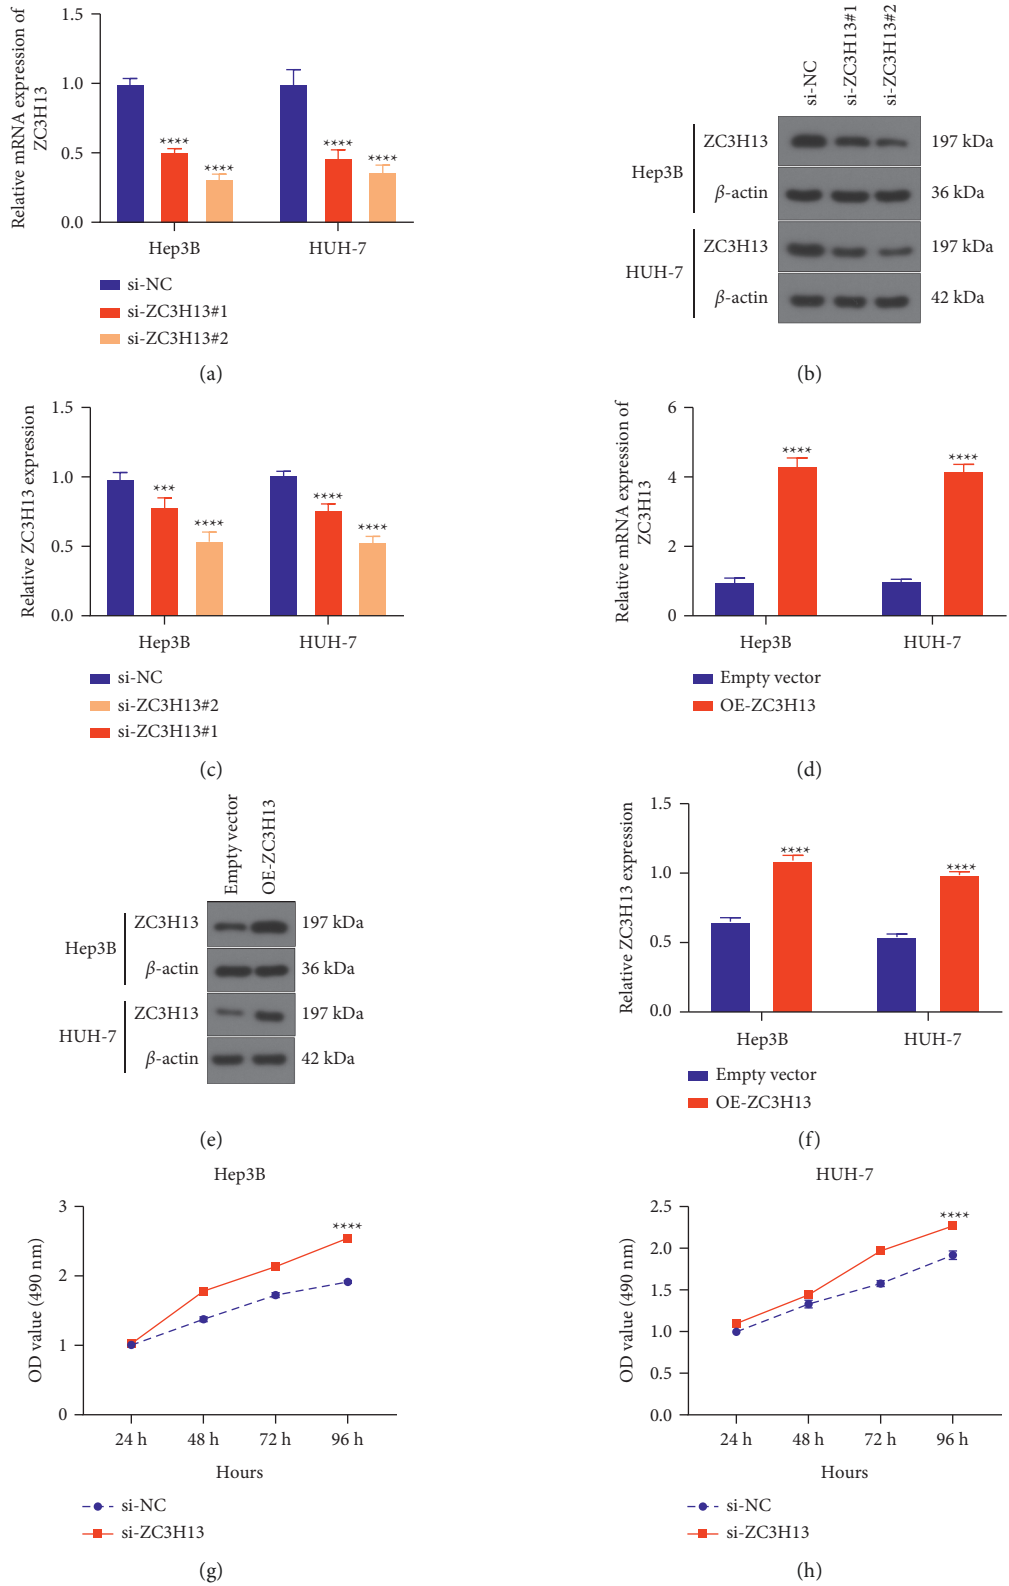 Relative mRNA expression of
ZC3H13
1.5
1.0
0.5
0.0
****
****
****
****
Hep3B
HUH-7
si-NC
si-ZC3H13#1
si-ZC3H13#2
(a)
si-NC
si-ZC3H13#1
si-ZC3H13#2
Hep3B
ZC3H13
197 kDa
β-actin
36 kDa
HUH-7
ZC3H13
197 kDa
β-actin
42 kDa
(b)
Relative ZC3H13 expression
1.5
1.0
0.5
0.0
***
****
****
****
Hep3B
HUH-7
si-NC
si-ZC3H13#2
si-ZC3H13#1
(c)
Relative mRNA expression of
ZC3H13
6
4
2
0
****
****
Hep3B
HUH-7
Empty vector
OE-ZC3H13
(d)
Empty vector
OE-ZC3H13
Hep3B
ZC3H13
197 kDa
β-actin
36 kDa
HUH-7
ZC3H13
197 kDa
β-actin
42 kDa
(e)
Relative ZC3H13 expression
1.5
1.0
0.5
0.0
****
****
Hep3B
HUH-7
Empty vector
OE-ZC3H13
(f)
Hep3B
OD value (490 nm)
3
2
1
0
****
24 h
48 h
72 h
96 h
Hours
si-NC
si-ZC3H13
(g)
HUH-7
OD value (490 nm)
2.5
2.0
1.5
1.0
0.5
0.0
****
24 h
48 h
72 h
96 h
Hours
si-NC
si-ZC3H13
(h)